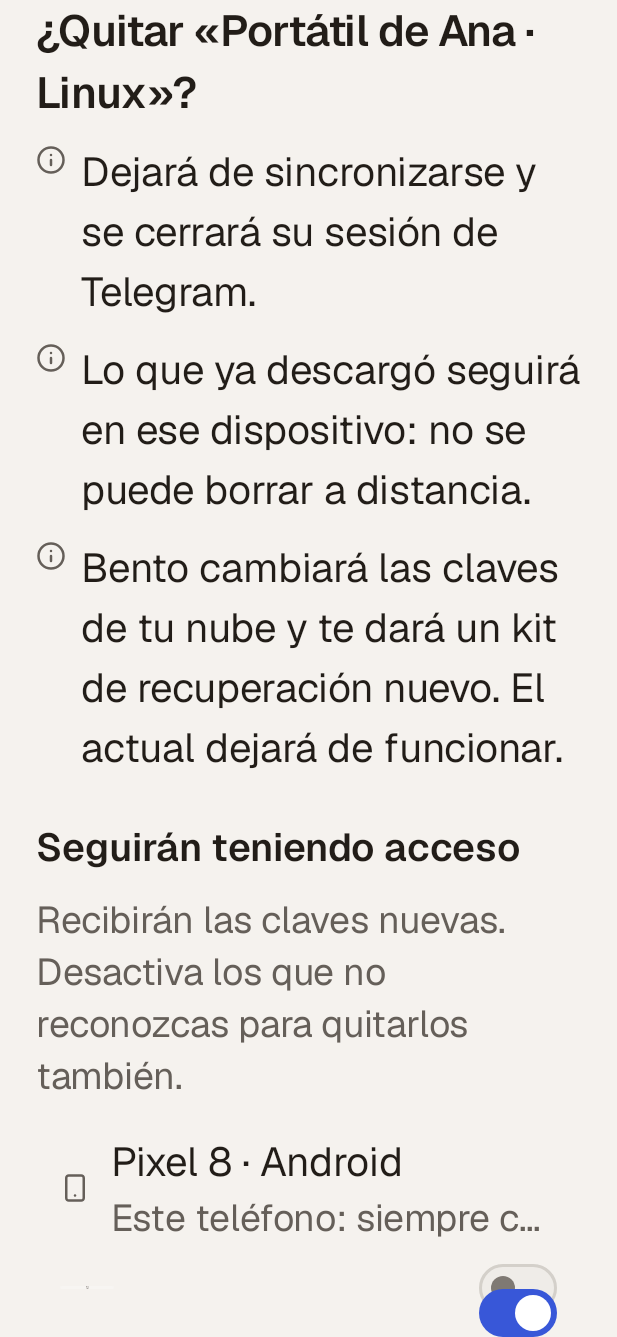 ¿Quitar «Portátil de Ana ·
Linux»?
Dejará de sincronizarse y
se cerrará su sesión de
Telegram.
Lo que ya descargó seguirá
en ese dispositivo: no se
puede borrar a distancia.
Bento cambiará las claves
de tu nube y te dará un kit
de recuperación nuevo. El
actual dejará de funcionar.
Seguirán teniendo acceso
Recibirán las claves nuevas.
Desactiva los que no
reconozcas para quitarlos
también.
Pixel 8 · Android
Este teléfono: siempre c…